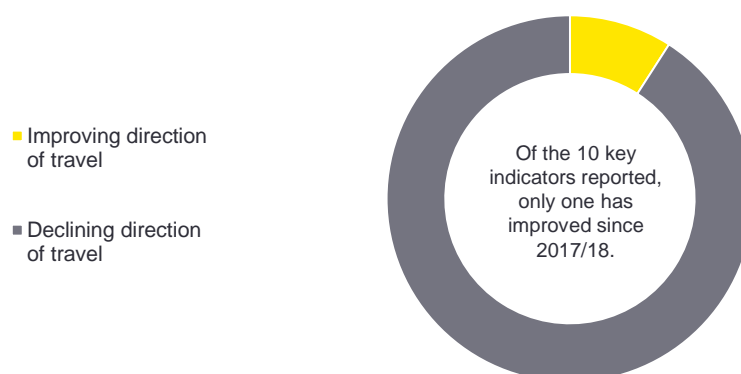 Improving direction
of travel
Declining direction
of travel
Of the 10 key
indicators reported,
only one has
improved since
2017/18.